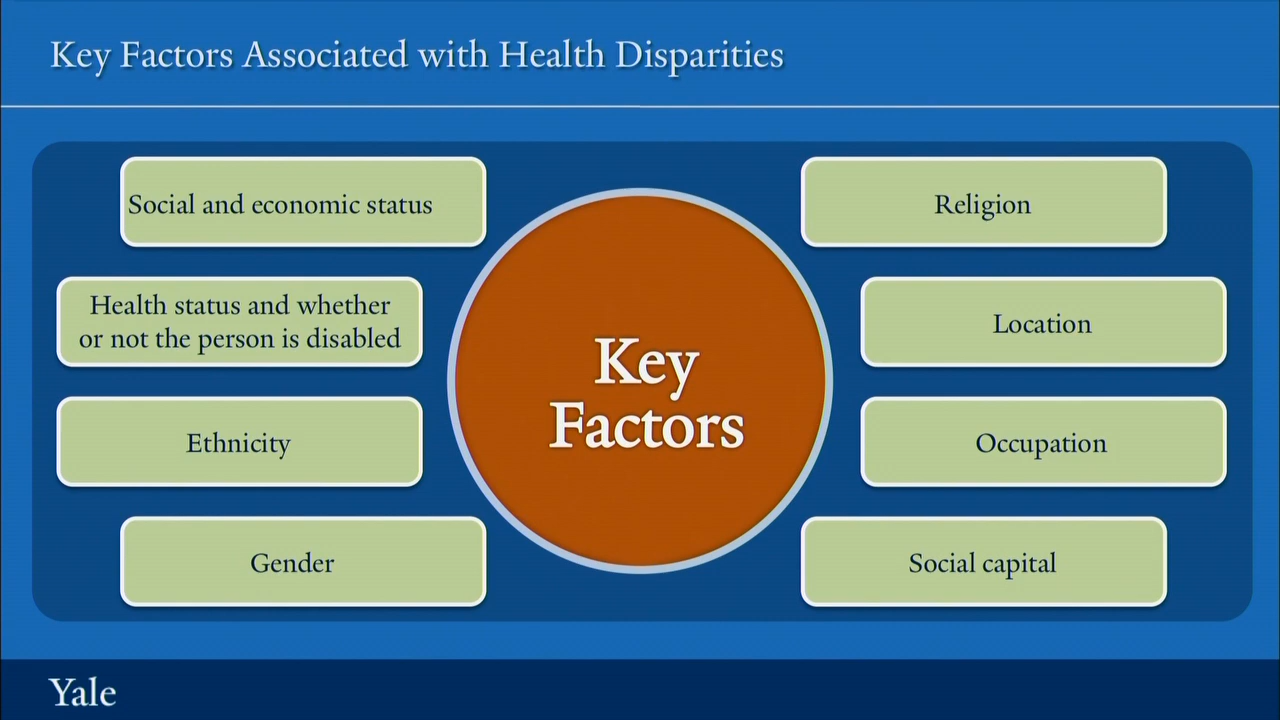 Key Factors Associated with Health Disparities
Social and economic status
Health status and whether
or not the person is disabled
Ethnicity
Gender
Key
Factors
Religion
Location
Occupation
Social capital
Yale